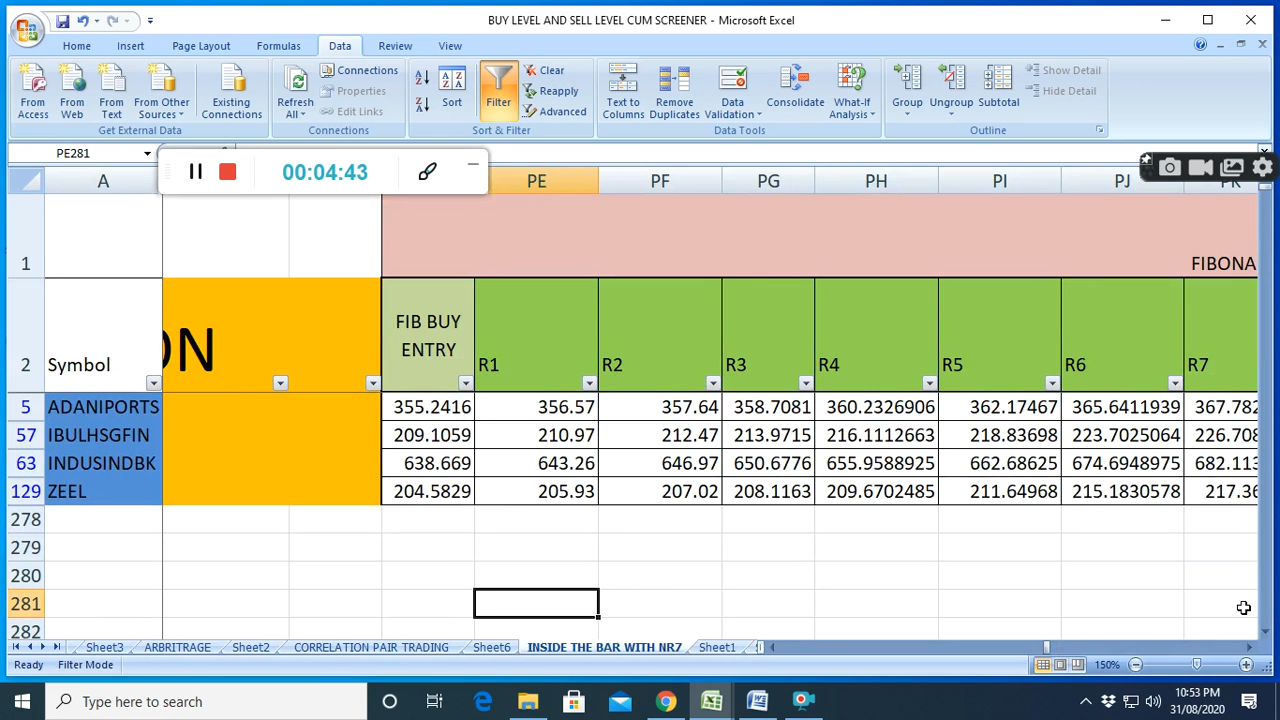 BUY LEVEL AND SELL LEVEL CUM SCREENER - Microsoft Excel
Home Insert Page Layout Formulas Data Review View
From Access
From Web
From Text
From Other Sources
Existing Connections
Get External Data
Refresh All
Connections
Properties
Edit Links
Connections
Sort
Filter
Clear
Reapply
Advanced
Sort & Filter
Text to Columns
Remove Duplicates
Data Validation
Consolidate
What-If Analysis
Data Tools
Group
Ungroup
Subtotal
Show Detail
Hide Detail
Outline
PE281
00:04:43
A PE PF PG PH PI PJ PK
1 FIBONA
2 Symbol ON FIB BUY ENTRY R1 R2 R3 R4 R5 R6 R7
5 ADANIPORTS 355.2416 356.57 357.64 358.7081 360.2326906 362.17467 365.6411939 367.782
57 IBULHSGFIN 209.1059 210.97 212.47 213.9715 216.1112663 218.83698 223.7025064 226.708
63 INDUSINDBK 638.669 643.26 646.97 650.6776 655.9588925 662.68625 674.6948975 682.113
129 ZEEL 204.5829 205.93 207.02 208.1163 209.6702485 211.64968 215.1830578 217.36
278
279
280
281
282
Sheet3 ARBITRAGE Sheet2 CORRELATION PAIR TRADING Sheet6 INSIDE THE BAR WITH NR7 Sheet1
Ready Filter Mode 150%
Type here to search
10:53 PM
31/08/2020